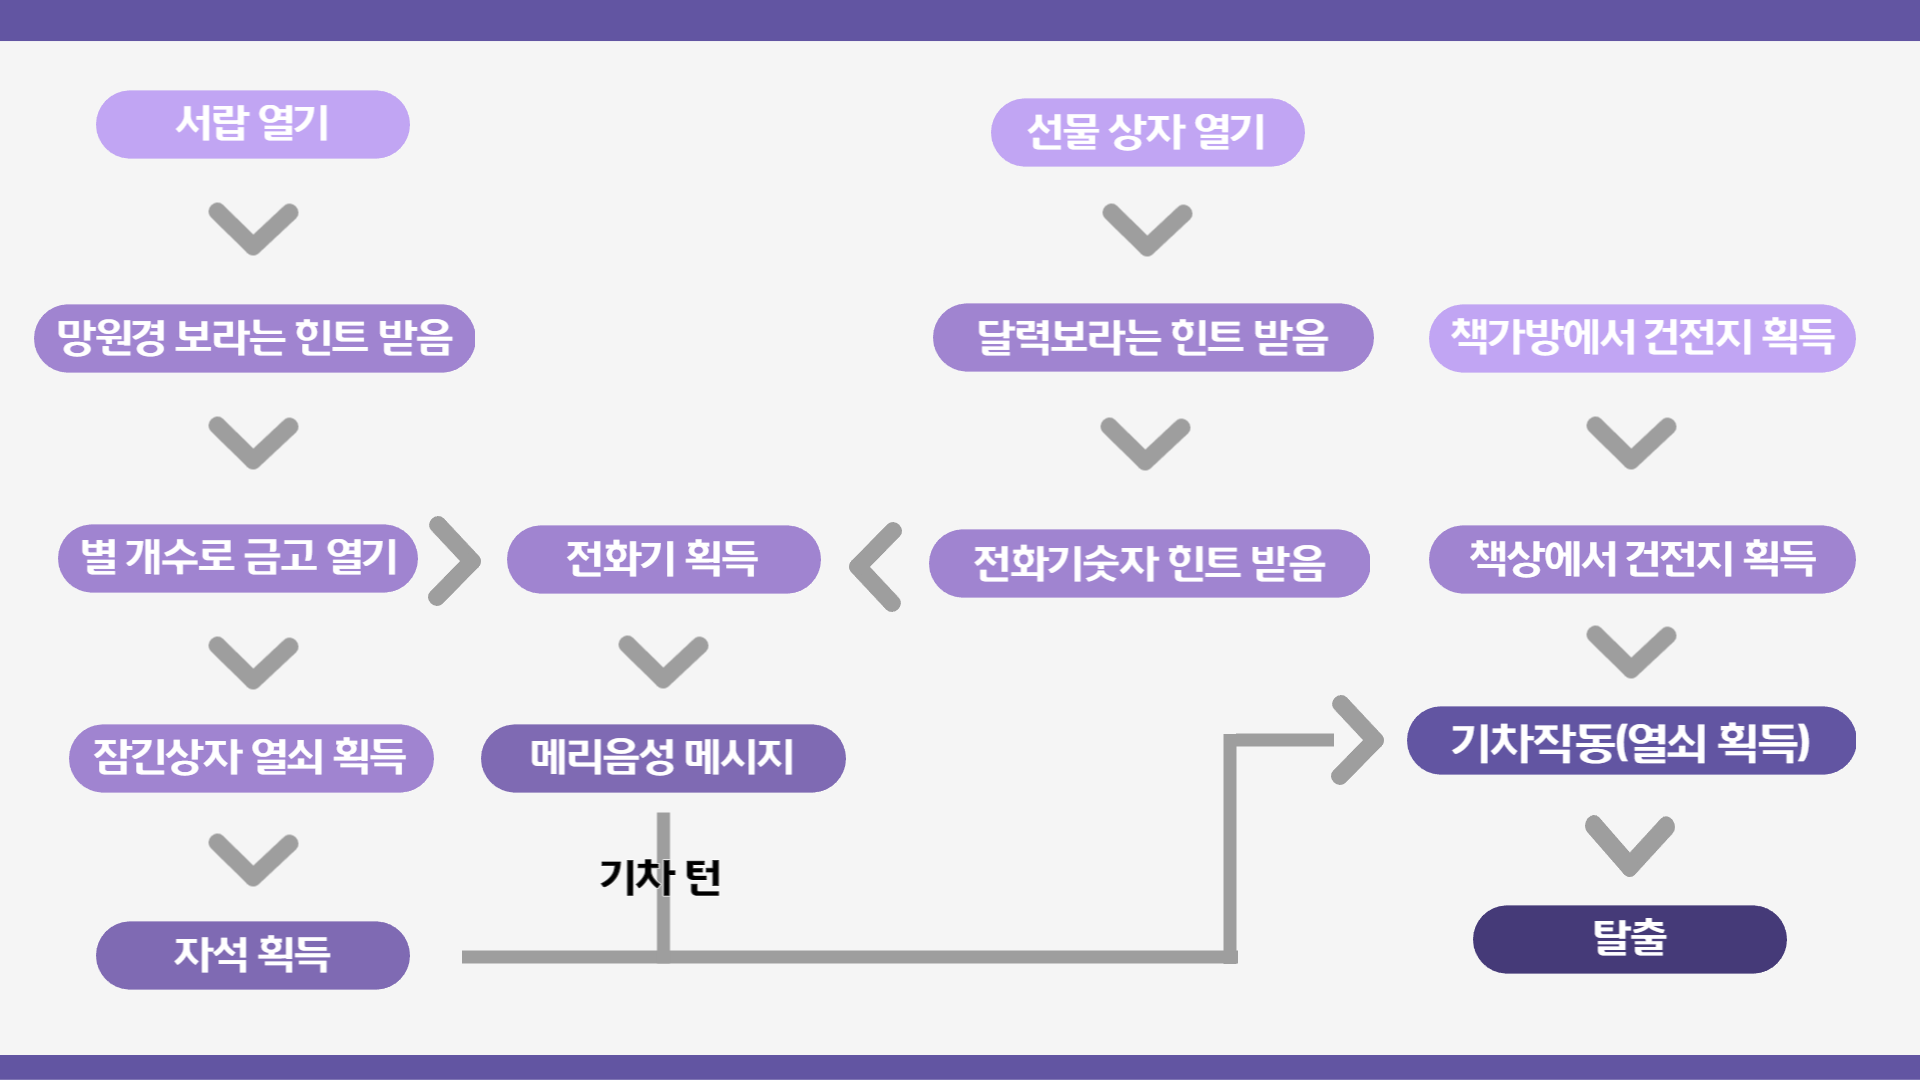 서랍 열기
선물 상자 열기
망원경 보라는 힌트 받음
달력보라는 힌트 받음
책가방에서 건전지 획득
별 개수로 금고 열기
전화기 획득
전화기숫자 힌트 받음
책상에서 건전지 획득
잠긴상자 열쇠 획득
메리음성 메시지
기차작동(열쇠 획득)
기차 턴
자석 획득
탈출